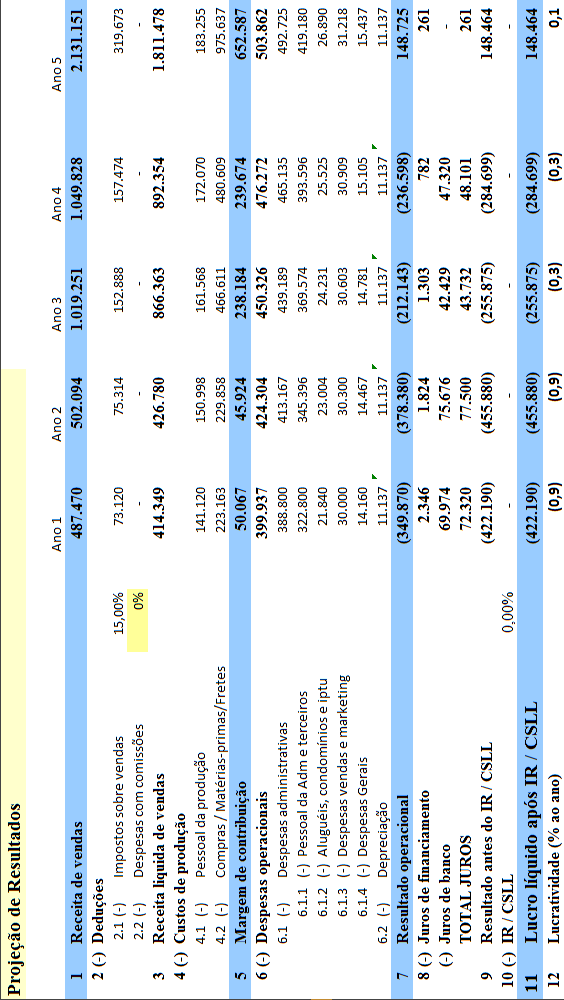 Projeção de Resultados
Ano 1 Ano 2 Ano 3 Ano 4 Ano 5
1 Receita de vendas 487.470 502.094 1.019.251 1.049.828 2.131.151
2 (-) Deduções
2.1 (-) Impostos sobre vendas 15,00% 73.120 75.314 152.888 157.474 319.673
2.2 (-) Despesas com comissões 0% - - - - -
3 Receita líquida de vendas 414.349 426.780 866.363 892.354 1.811.478
4 (-) Custos de produção
4.1 (-) Pessoal da produção 141.120 150.998 161.568 172.070 183.255
4.2 (-) Compras / Matérias-primas/Fretes 223.163 229.858 466.611 480.609 975.637
5 Margem de contribuição 50.067 45.924 238.184 239.674 652.587
6 (-) Despesas operacionais 399.937 424.304 450.326 476.272 503.862
6.1 (-) Despesas administrativas 388.800 413.167 439.189 465.135 492.725
6.1.1 (-) Pessoal da Adm e terceiros 322.800 345.396 369.574 393.596 419.180
6.1.2 (-) Aluguéis, condomínios e iptu 21.840 23.004 24.231 25.525 26.890
6.1.3 (-) Despesas vendas e marketing 30.000 30.300 30.603 30.909 31.218
6.1.4 (-) Despesas Gerais 14.160 14.467 14.781 15.105 15.437
6.2 (-) Depreciação 11.137 11.137 11.137 11.137 11.137
7 Resultado operacional (349.870) (378.380) (212.143) (236.598) 148.725
8 (-) Juros de financiamento 2.346 1.824 1.303 782 261
(-) Juros de banco 69.974 75.676 42.429 47.320 -
TOTAL JUROS 72.320 77.500 43.732 48.101 261
9 Resultado antes do IR / CSLL (422.190) (455.880) (255.875) (284.699) 148.464
10 (-) IR / CSLL 0,00% - - - - -
11 Lucro líquido após IR / CSLL (422.190) (455.880) (255.875) (284.699) 148.464
12 Lucratividade (% ao ano) (0,9) (0,9) (0,3) (0,3) 0,1